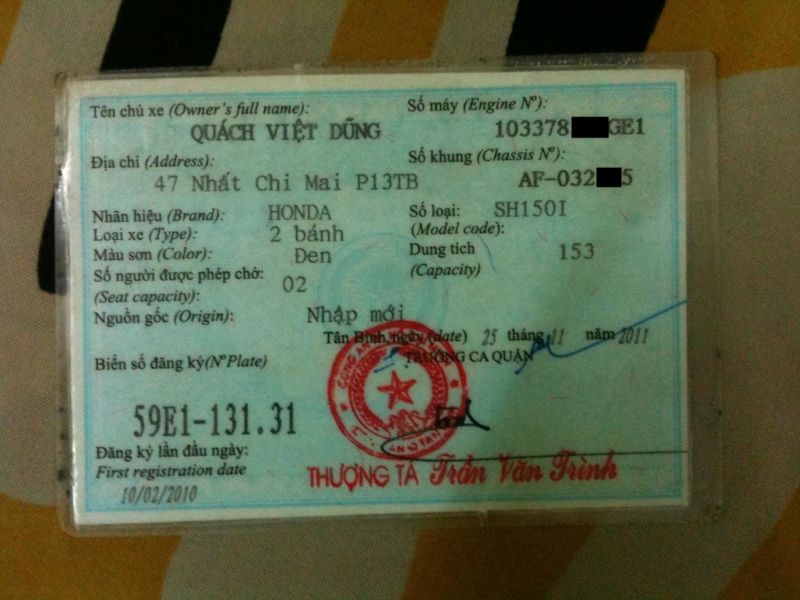 Tên chủ xe (Owner's full name):
QUÁCH VIỆT DŨNG
Số máy (Engine Nº):
103378 GE1
Địa chỉ (Address):
47 Nhất Chi Mai P13TB
Số khung (Chassis Nº):
AF-032 5
Nhãn hiệu (Brand): HONDA
Số loại: SH150I
(Model code):
Loại xe (Type): 2 bánh
Màu sơn (Color): Đen
Dung tích 153
(Capacity)
Số người được phép chở: 02
(Seat capacity):
Nguồn gốc (Origin): Nhập mới
Tân Bình, ngày (date) 25 tháng 11 năm 2011
TRƯỞNG CA QUẬN
Biển số đăng ký(Nº Plate)
59E1-131.31
Đăng ký lần đầu ngày:
First registration date
10/02/2010
CÔNG AN
THƯỢNG TÁ Trần Văn Trình